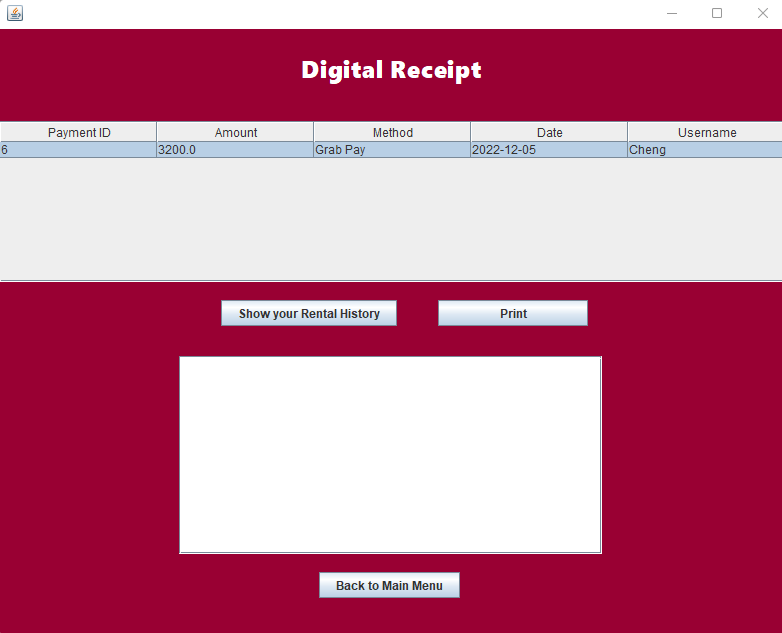 Digital Receipt
Payment ID Amount Method Date Username
6 3200.0 Grab Pay 2022-12-05 Cheng
Show your Rental History Print
Back to Main Menu